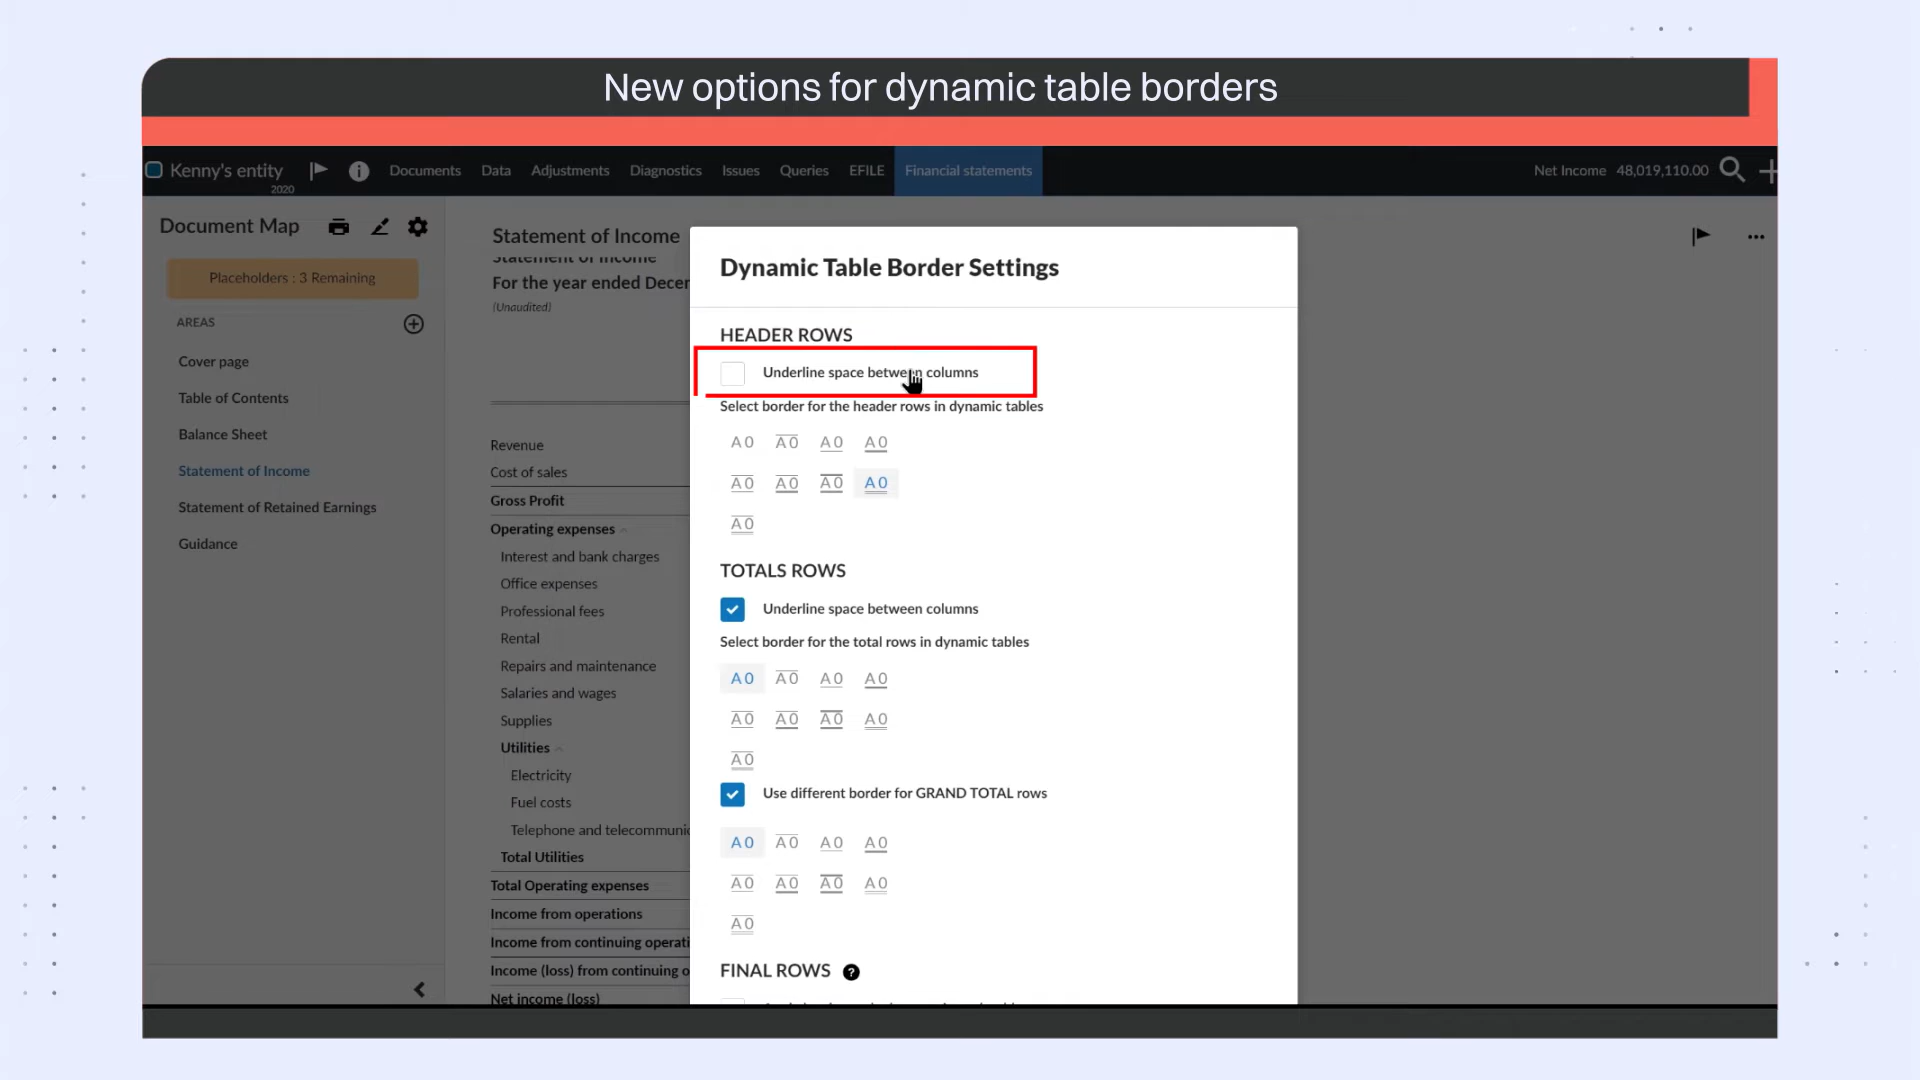 New options for dynamic table borders
Kenny's entity
2020
Documents
Data
Adjustments
Diagnostics
Issues
Queries
EFILE
Financial statements
Net Income 48,019,110.00
Document Map
Placeholders : 3 Remaining
AREAS
Cover page
Table of Contents
Balance Sheet
Statement of Income
Statement of Retained Earnings
Guidance
Statement of Income
Statement of Income
For the year ended Decer
(Unaudited)
Revenue
Cost of sales
Gross Profit
Operating expenses
Interest and bank charges
Office expenses
Professional fees
Rental
Repairs and maintenance
Salaries and wages
Supplies
Utilities
Electricity
Fuel costs
Telephone and telecommunic
Total Utilities
Total Operating expenses
Income from operations
Income from continuing operati
Income (loss) from continuing o
Net income (loss)
Dynamic Table Border Settings
HEADER ROWS
Underline space between columns
Select border for the header rows in dynamic tables
A0 A0 A0 A0
A0 A0 A0 A0
A0
TOTALS ROWS
Underline space between columns
Select border for the total rows in dynamic tables
A0 A0 A0 A0
A0 A0 A0 A0
A0
Use different border for GRAND TOTAL rows
A0 A0 A0 A0
A0 A0 A0 A0
A0
FINAL ROWS ?